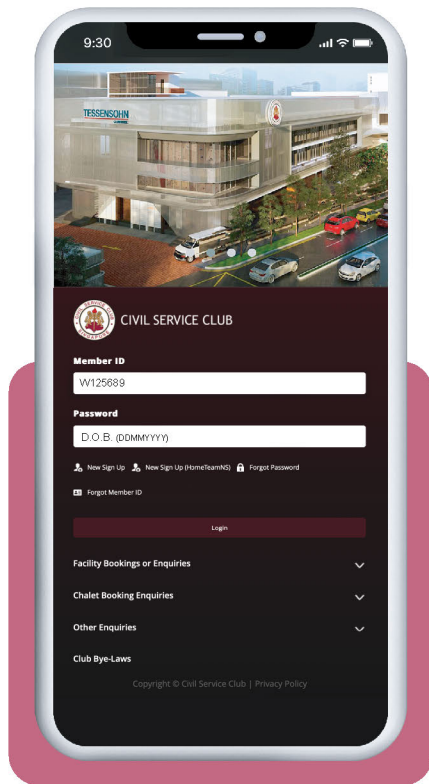 9:30
TESSENSOHN
CIVIL SERVICE CLUB
Member ID
W125689
Password
D.O.B. (DDMMYYYY)
New Sign Up New Sign Up (HomeTeamNS) Forgot Password
Forgot Member ID
Login
Facility Bookings or Enquiries
Chalet Booking Enquiries
Other Enquiries
Club Bye-Laws
Copyright © Civil Service Club | Privacy Policy